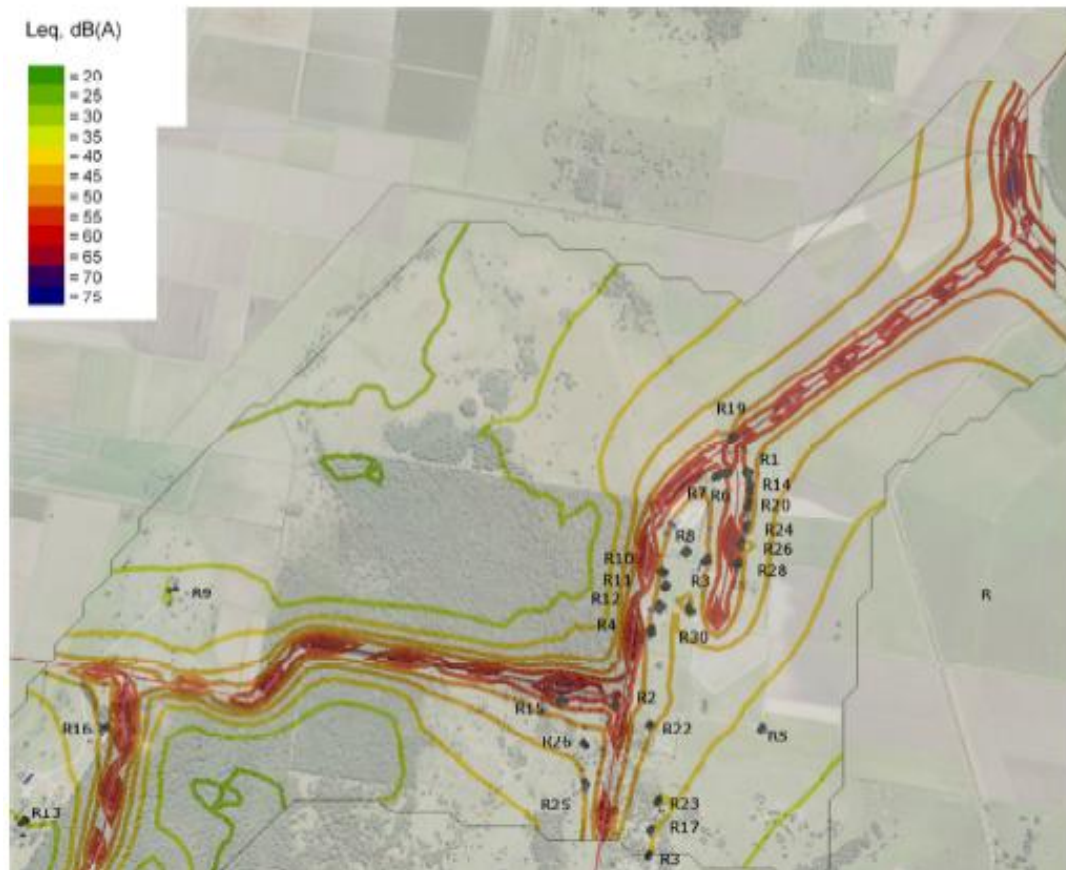 Leq, dB(A)
= 20
= 25
= 30
= 35
= 40
= 45
= 50
= 55
= 60
= 65
= 70
= 75
R19
R1
R7
R6
R14
R20
R24
R8
R26
R10
R3
R28
R11
R9
R12
R
R4
R30
R2
R15
R16
R22
R5
R26
R25
R23
R13
R17
R3